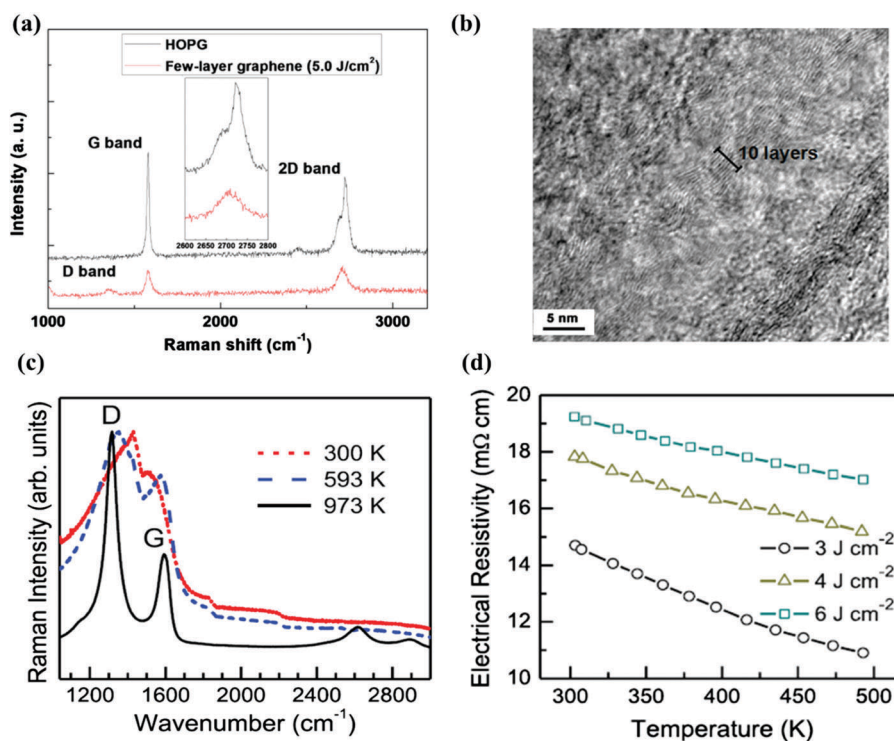 (a)
HOPG
Few-layer graphene (5.0 J/cm²)
G band
2D band
D band
2600 2650 2700 2750 2800
Intensity (a. u.)
1000 2000 3000
Raman shift (cm⁻¹)
(b)
10 layers
5 nm
(c)
D
G
300 K
593 K
973 K
Raman Intensity (arb. units)
1200 1600 2000 2400 2800
Wavenumber (cm⁻¹)
(d)
20
18
16
14
12
10
Electrical Resistivity (mΩ cm)
3 J cm⁻²
4 J cm⁻²
6 J cm⁻²
300 350 400 450 500
Temperature (K)